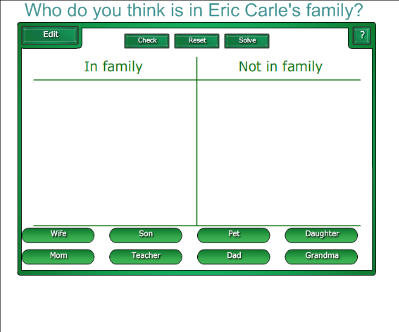 Who do you think is in Eric Carle's family?
Edit
Check Reset Solve
?
In family Not in family
Wife Son Pet Daughter
Mom Teacher Dad Grandma